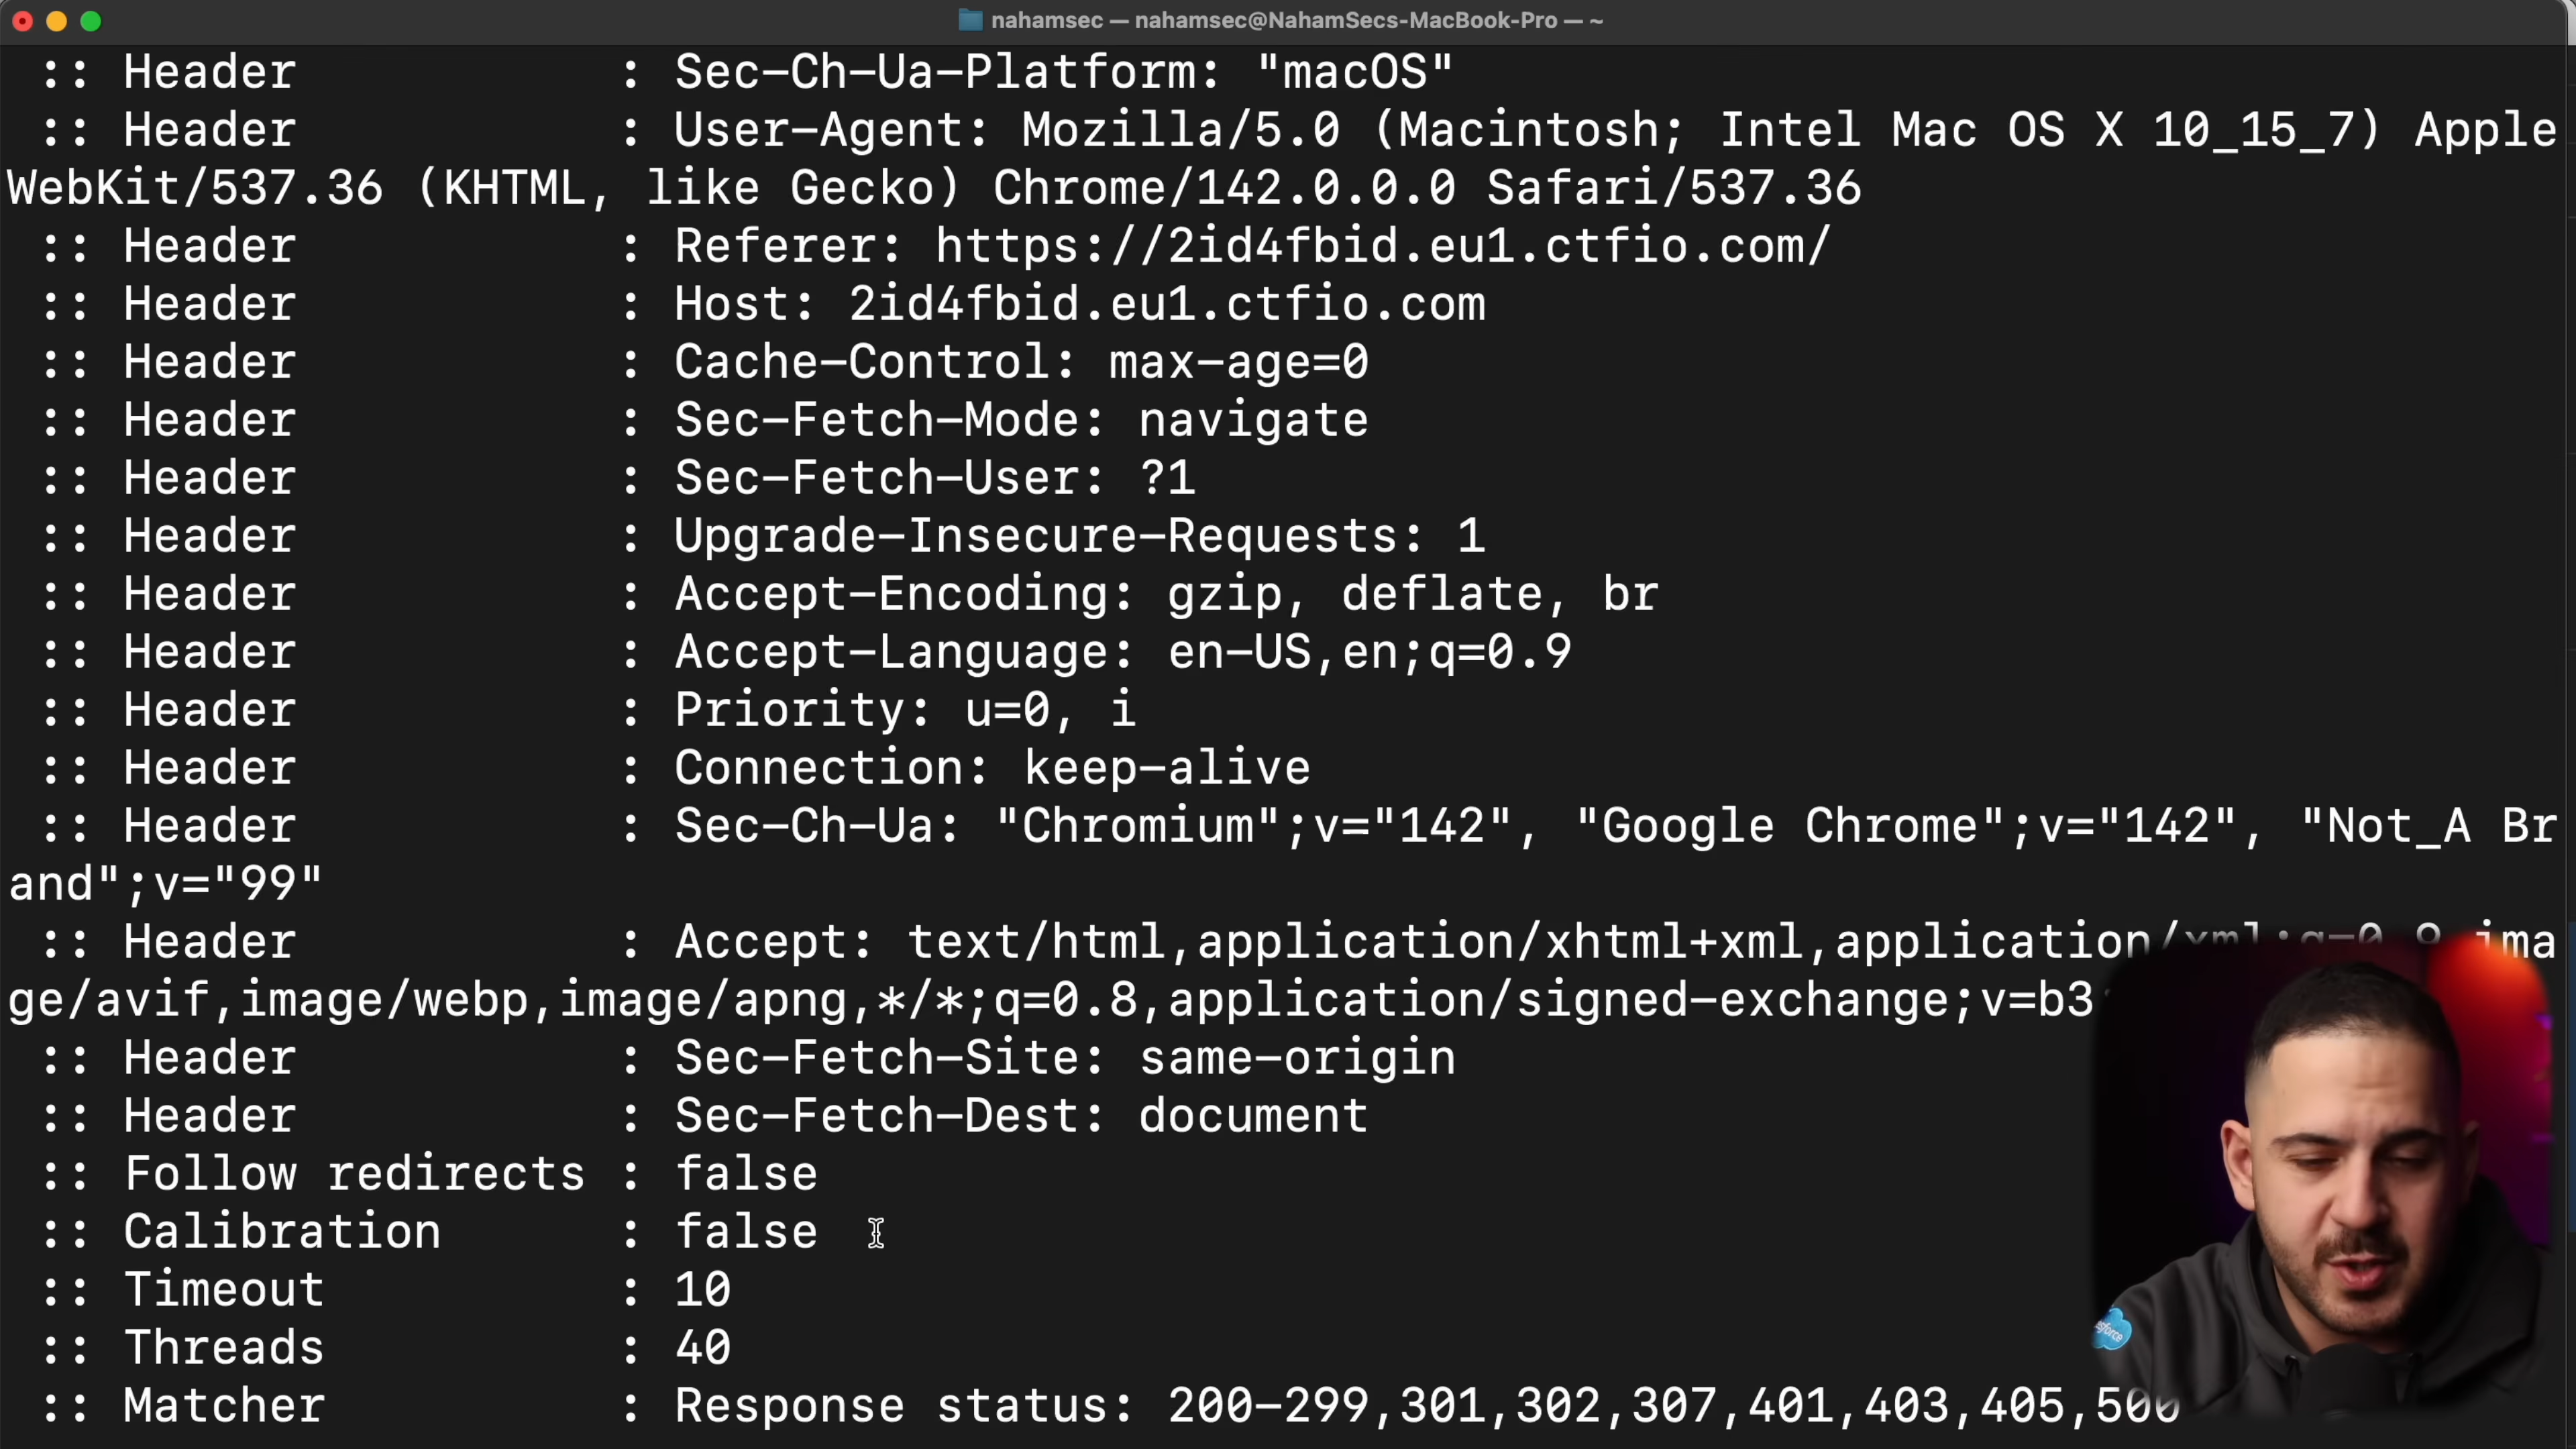 nahamsec — nahamsec@NahamSecs-MacBook-Pro — ~
:: Header : Sec-Ch-Ua-Platform: "macOS"
:: Header : User-Agent: Mozilla/5.0 (Macintosh; Intel Mac OS X 10_15_7) Apple
WebKit/537.36 (KHTML, like Gecko) Chrome/142.0.0.0 Safari/537.36
:: Header : Referer: https://2id4fbid.eu1.ctfio.com/
:: Header : Host: 2id4fbid.eu1.ctfio.com
:: Header : Cache-Control: max-age=0
:: Header : Sec-Fetch-Mode: navigate
:: Header : Sec-Fetch-User: ?1
:: Header : Upgrade-Insecure-Requests: 1
:: Header : Accept-Encoding: gzip, deflate, br
:: Header : Accept-Language: en-US,en;q=0.9
:: Header : Priority: u=0, i
:: Header : Connection: keep-alive
:: Header : Sec-Ch-Ua: "Chromium";v="142", "Google Chrome";v="142", "Not_A Br
and";v="99"
:: Header : Accept: text/html,application/xhtml+xml,application/xml;q=0.9,ima
ge/avif,image/webp,image/apng,*/*;q=0.8,application/signed-exchange;v=b3
:: Header : Sec-Fetch-Site: same-origin
:: Header : Sec-Fetch-Dest: document
:: Follow redirects : false
:: Calibration : false
:: Timeout : 10
:: Threads : 40
:: Matcher : Response status: 200-299,301,302,307,401,403,405,500